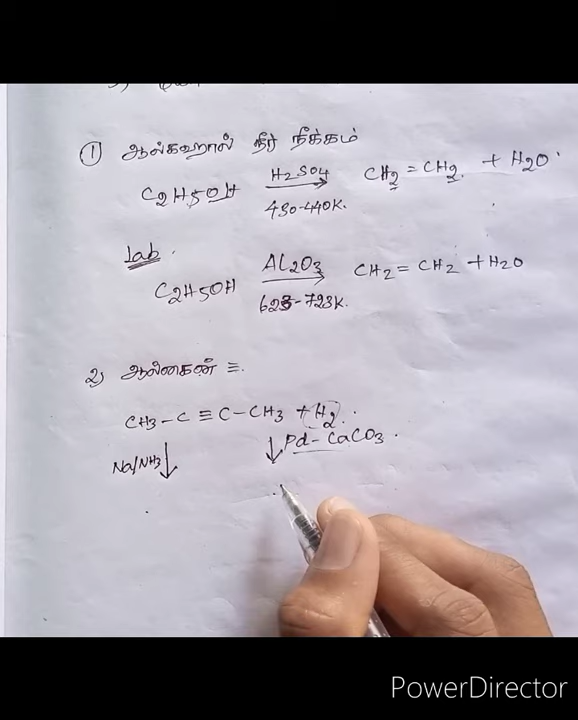 ① ஆல்கஹால் நீர் நீக்கம்
C2H5OH H2SO4 → 430-440K. CH2 = CH2 + H2O
Lab.
C2H5OH Al2O3 → 623-723K. CH2 = CH2 + H2O
2) ஆல்கைன் ≡.
CH3 - C ≡ C - CH3 + H2.
Na/NH3 ↓ ↓ Pd - CaCO3.
PowerDirector